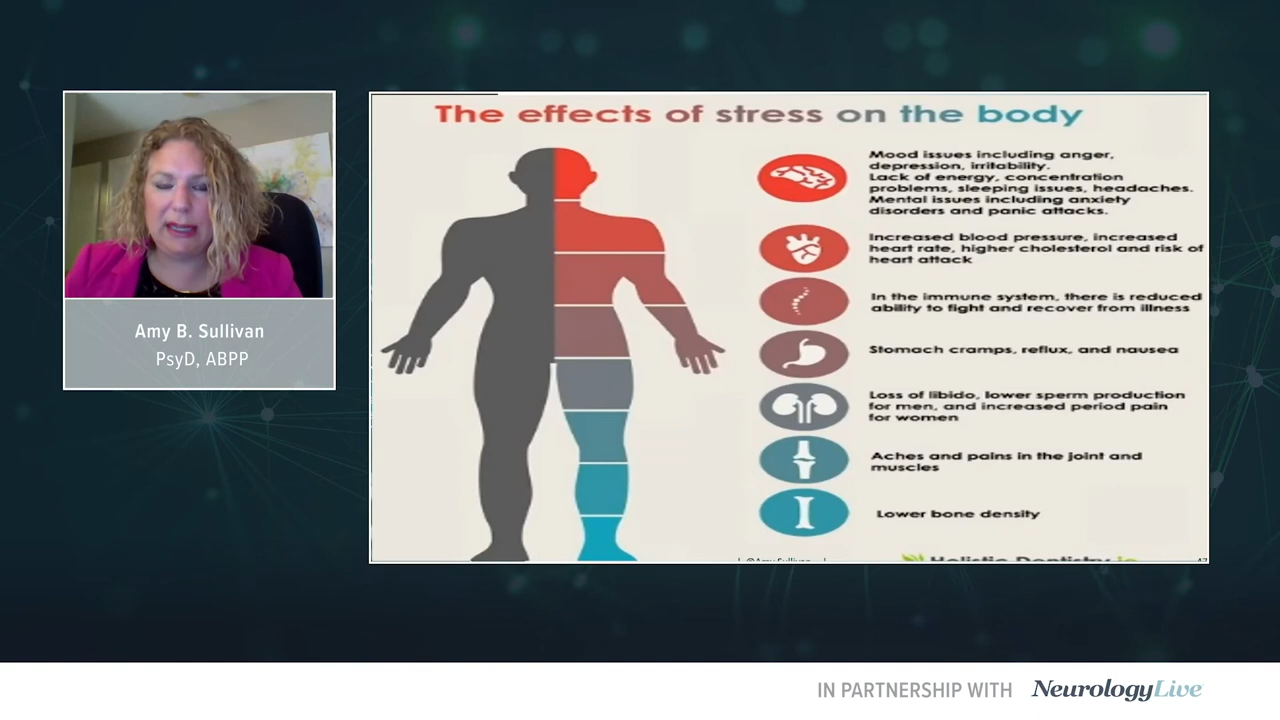 The effects of stress on the body
Mood issues including anger,
depression, irritability.
Lack of energy, concentration
problems, sleeping issues, headaches.
Mental issues including anxiety
disorders and panic attacks.
Increased blood pressure, increased
heart rate, higher cholesterol and risk of
heart attack
In the immune system, there is reduced
ability to fight and recover from illness
Stomach cramps, reflux, and nausea
Loss of libido, lower sperm production
for men, and increased period pain
for women
Aches and pains in the joint and
muscles
Lower bone density
Holistic Dentistry
Amy B. Sullivan
PsyD, ABPP
IN PARTNERSHIP WITH NeurologyLive